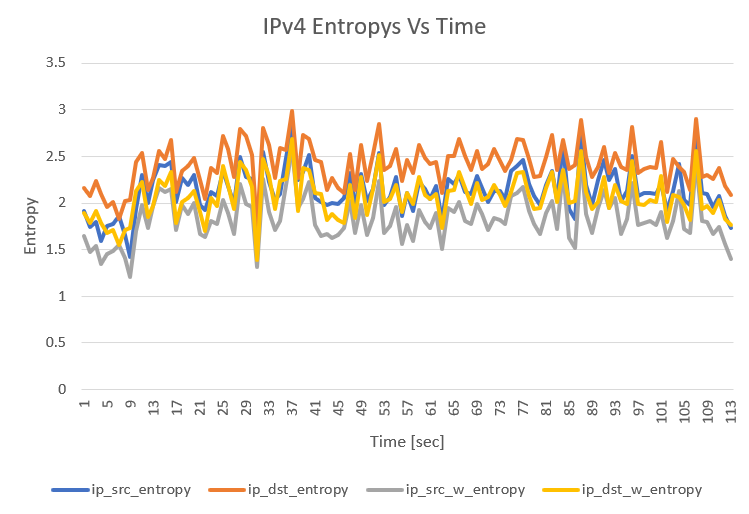 IPv4 Entropys Vs Time
3.5
3
2.5
2
1.5
1
0.5
0
Entropy
1 5 9 13 17 21 25 29 33 37 41 45 49 53 57 61 65 69 73 77 81 85 89 93 97 101 105 109 113
Time [sec]
ip_src_entropy ip_dst_entropy ip_src_w_entropy ip_dst_w_entropy